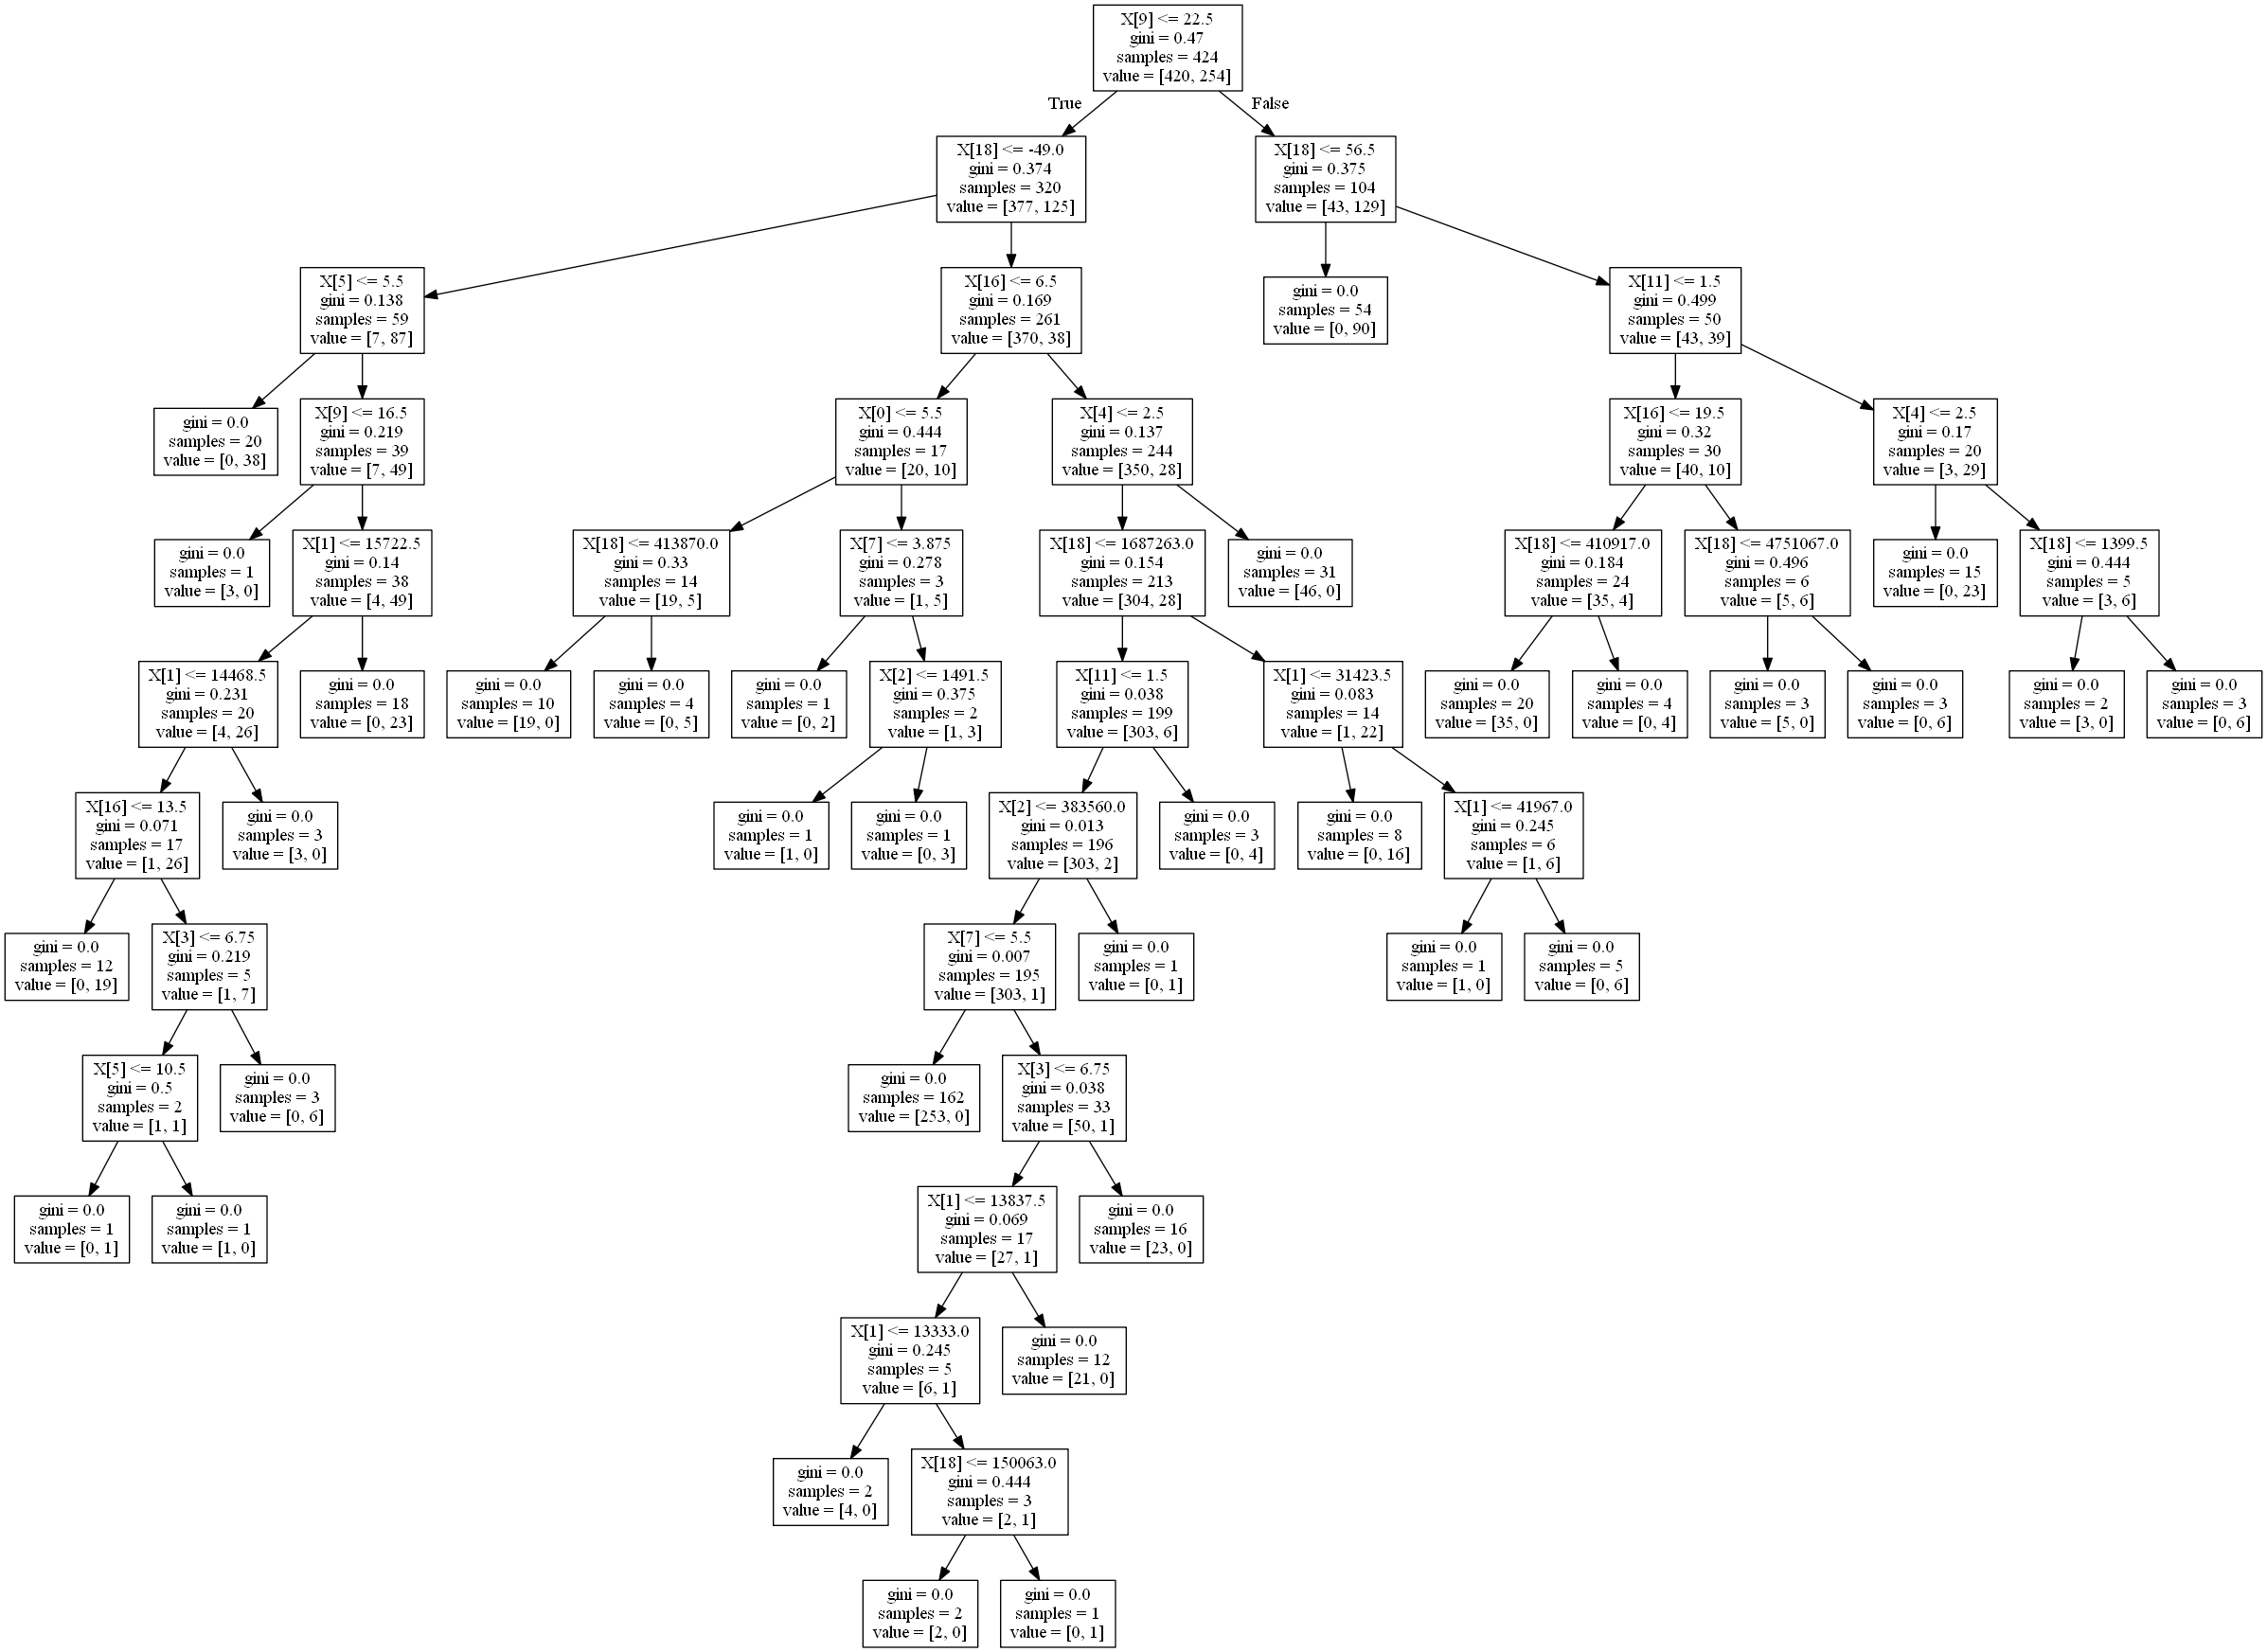 X[9] <= 22.5
gini = 0.47
samples = 424
value = [420, 254]
True
False
X[18] <= -49.0
gini = 0.374
samples = 320
value = [377, 125]
X[18] <= 56.5
gini = 0.375
samples = 104
value = [43, 129]
X[5] <= 5.5
gini = 0.138
samples = 59
value = [7, 87]
X[16] <= 6.5
gini = 0.169
samples = 261
value = [370, 38]
gini = 0.0
samples = 54
value = [0, 90]
X[11] <= 1.5
gini = 0.499
samples = 50
value = [43, 39]
gini = 0.0
samples = 20
value = [0, 38]
X[9] <= 16.5
gini = 0.219
samples = 39
value = [7, 49]
X[0] <= 5.5
gini = 0.444
samples = 17
value = [20, 10]
X[4] <= 2.5
gini = 0.137
samples = 244
value = [350, 28]
X[16] <= 19.5
gini = 0.32
samples = 30
value = [40, 10]
X[4] <= 2.5
gini = 0.17
samples = 20
value = [3, 29]
gini = 0.0
samples = 1
value = [3, 0]
X[1] <= 15722.5
gini = 0.14
samples = 38
value = [4, 49]
X[18] <= 413870.0
gini = 0.33
samples = 14
value = [19, 5]
X[7] <= 3.875
gini = 0.278
samples = 3
value = [1, 5]
X[18] <= 1687263.0
gini = 0.154
samples = 213
value = [304, 28]
gini = 0.0
samples = 31
value = [46, 0]
X[18] <= 410917.0
gini = 0.184
samples = 24
value = [35, 4]
X[18] <= 4751067.0
gini = 0.496
samples = 6
value = [5, 6]
gini = 0.0
samples = 15
value = [0, 23]
X[18] <= 1399.5
gini = 0.444
samples = 5
value = [3, 6]
X[1] <= 14468.5
gini = 0.231
samples = 20
value = [4, 26]
gini = 0.0
samples = 18
value = [0, 23]
gini = 0.0
samples = 10
value = [19, 0]
gini = 0.0
samples = 4
value = [0, 5]
gini = 0.0
samples = 1
value = [0, 2]
X[2] <= 1491.5
gini = 0.375
samples = 2
value = [1, 3]
X[11] <= 1.5
gini = 0.038
samples = 199
value = [303, 6]
X[1] <= 31423.5
gini = 0.083
samples = 14
value = [1, 22]
gini = 0.0
samples = 20
value = [35, 0]
gini = 0.0
samples = 4
value = [0, 4]
gini = 0.0
samples = 3
value = [5, 0]
gini = 0.0
samples = 3
value = [0, 6]
gini = 0.0
samples = 2
value = [3, 0]
gini = 0.0
samples = 3
value = [0, 6]
X[16] <= 13.5
gini = 0.071
samples = 17
value = [1, 26]
gini = 0.0
samples = 3
value = [3, 0]
gini = 0.0
samples = 1
value = [1, 0]
gini = 0.0
samples = 1
value = [0, 3]
X[2] <= 383560.0
gini = 0.013
samples = 196
value = [303, 2]
gini = 0.0
samples = 3
value = [0, 4]
gini = 0.0
samples = 8
value = [0, 16]
X[1] <= 41967.0
gini = 0.245
samples = 6
value = [1, 6]
gini = 0.0
samples = 12
value = [0, 19]
X[3] <= 6.75
gini = 0.219
samples = 5
value = [1, 7]
X[7] <= 5.5
gini = 0.007
samples = 195
value = [303, 1]
gini = 0.0
samples = 1
value = [0, 1]
gini = 0.0
samples = 1
value = [1, 0]
gini = 0.0
samples = 5
value = [0, 6]
X[5] <= 10.5
gini = 0.5
samples = 2
value = [1, 1]
gini = 0.0
samples = 3
value = [0, 6]
gini = 0.0
samples = 162
value = [253, 0]
X[3] <= 6.75
gini = 0.038
samples = 33
value = [50, 1]
gini = 0.0
samples = 1
value = [0, 1]
gini = 0.0
samples = 1
value = [1, 0]
X[1] <= 13837.5
gini = 0.069
samples = 17
value = [27, 1]
gini = 0.0
samples = 16
value = [23, 0]
X[1] <= 13333.0
gini = 0.245
samples = 5
value = [6, 1]
gini = 0.0
samples = 12
value = [21, 0]
gini = 0.0
samples = 2
value = [4, 0]
X[18] <= 150063.0
gini = 0.444
samples = 3
value = [2, 1]
gini = 0.0
samples = 2
value = [2, 0]
gini = 0.0
samples = 1
value = [0, 1]